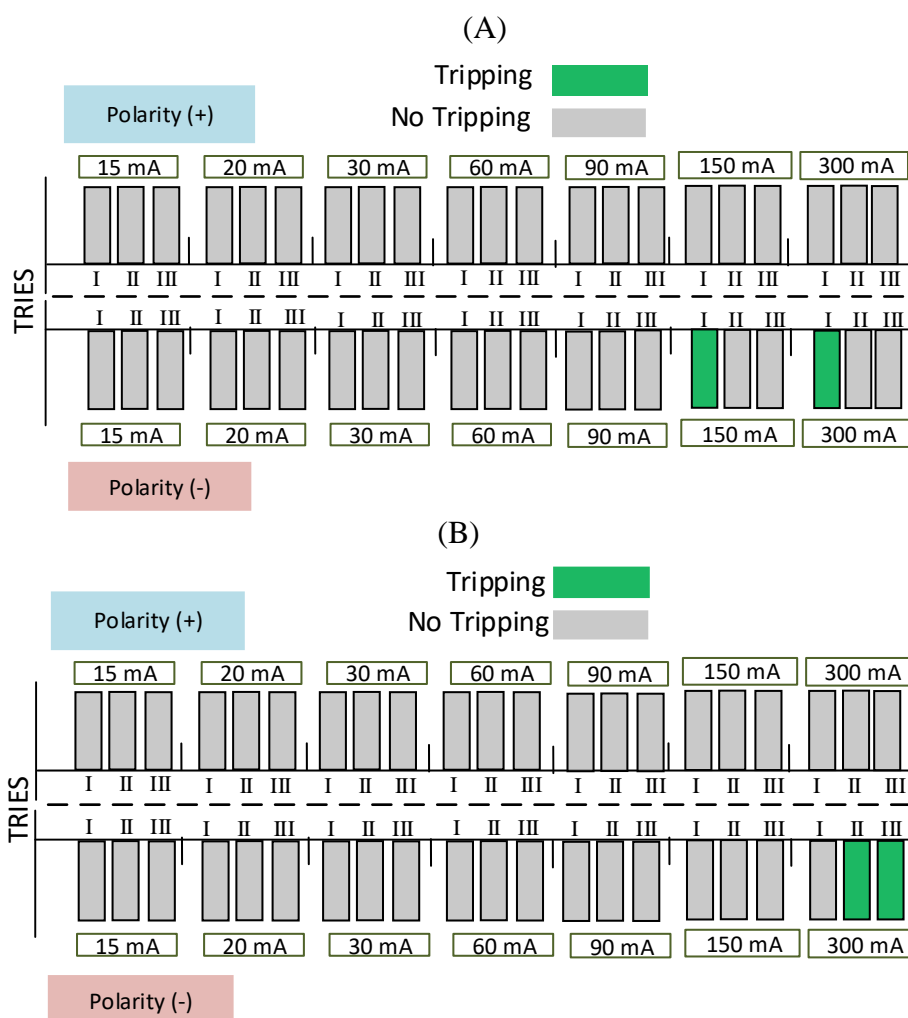 (A)
Tripping
No Tripping
Polarity (+)
15 mA 20 mA 30 mA 60 mA 90 mA 150 mA 300 mA
TRIES
I II III I II III I II III I II III I II III I II III I II III
I II III I II III I II III I II III I II III I II III I II III
15 mA 20 mA 30 mA 60 mA 90 mA 150 mA 300 mA
Polarity (-)
(B)
Tripping
No Tripping
Polarity (+)
15 mA 20 mA 30 mA 60 mA 90 mA 150 mA 300 mA
TRIES
I II III I II III I II III I II III I II III I II III I II III
I II III I II III I II III I II III I II III I II III I II III
15 mA 20 mA 30 mA 60 mA 90 mA 150 mA 300 mA
Polarity (-)